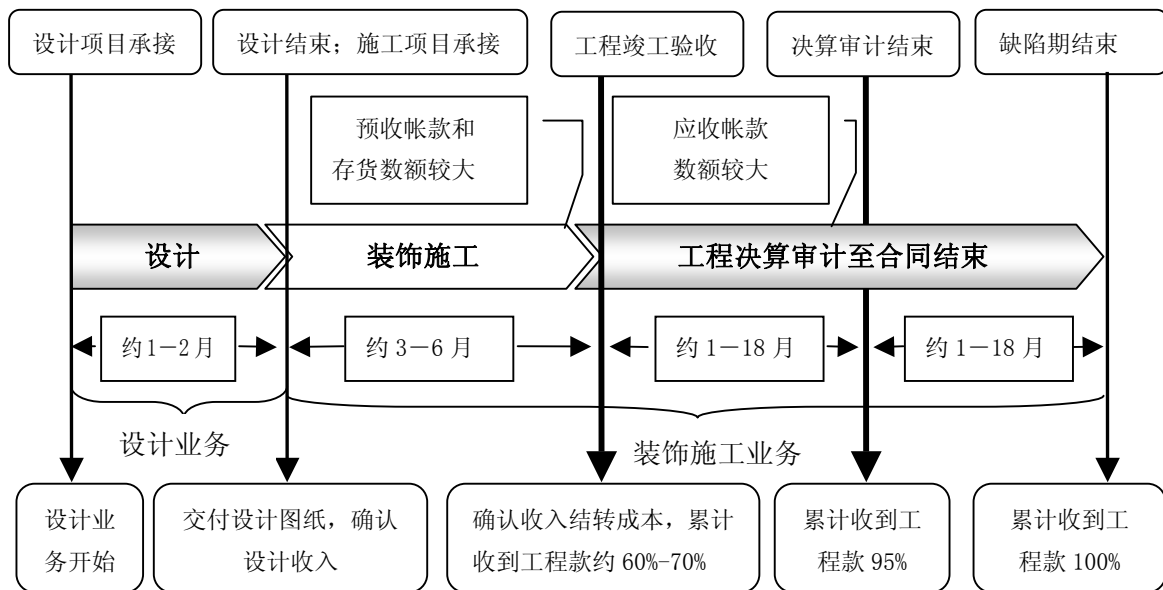 设计项目承接
设计结束；施工项目承接
工程竣工验收
决算审计结束
缺陷期结束
预收帐款和
存货数额较大
应收帐款
数额较大
设计
装饰施工
工程决算审计至合同结束
约1－2月
约3－6月
约1－18月
约1－18月
设计业务
装饰施工业务
设计业
务开始
交付设计图纸，确认
设计收入
确认收入结转成本，累计
收到工程款约60%-70%
累计收到工
程款95%
累计收到工
程款100%